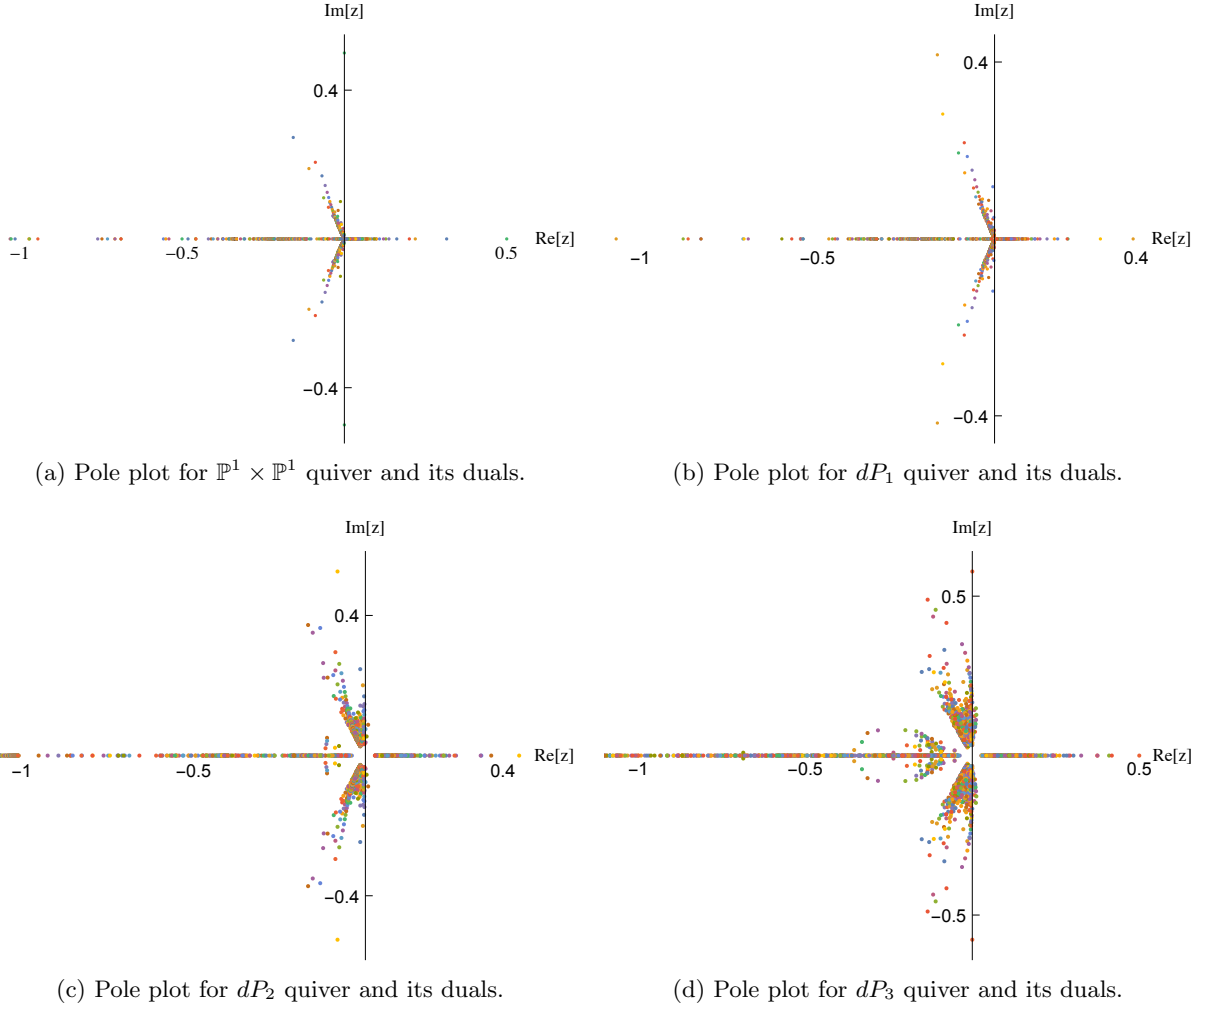 Im[z]
0.4
-1
-0.5
0.5
Re[z]
−0.4
(a) Pole plot for ℙ¹ × ℙ¹ quiver and its duals.
Im[z]
0.4
−1
−0.5
0.4
Re[z]
−0.4
(b) Pole plot for dP₁ quiver and its duals.
Im[z]
0.4
−1
−0.5
0.4
Re[z]
−0.4
(c) Pole plot for dP₂ quiver and its duals.
Im[z]
0.5
−1
−0.5
0.5
Re[z]
−0.5
(d) Pole plot for dP₃ quiver and its duals.